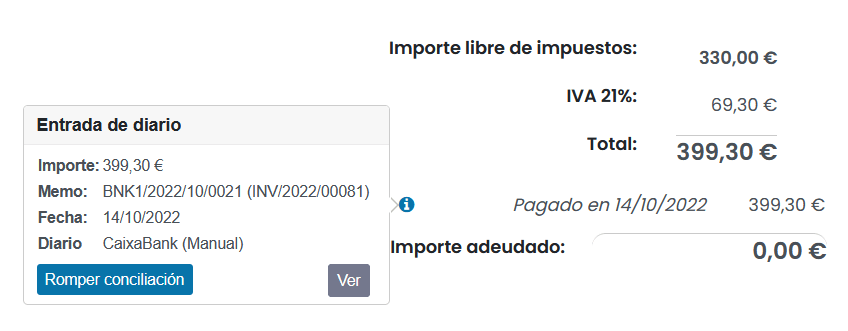 Importe libre de impuestos: 330,00 €
IVA 21%: 69,30 €
Total: 399,30 €
Entrada de diario
Importe: 399,30 €
Memo: BNK1/2022/10/0021 (INV/2022/00081)
Fecha: 14/10/2022
Diario CaixaBank (Manual)
Romper conciliación Ver
Pagado en 14/10/2022 399,30 €
Importe adeudado: 0,00 €